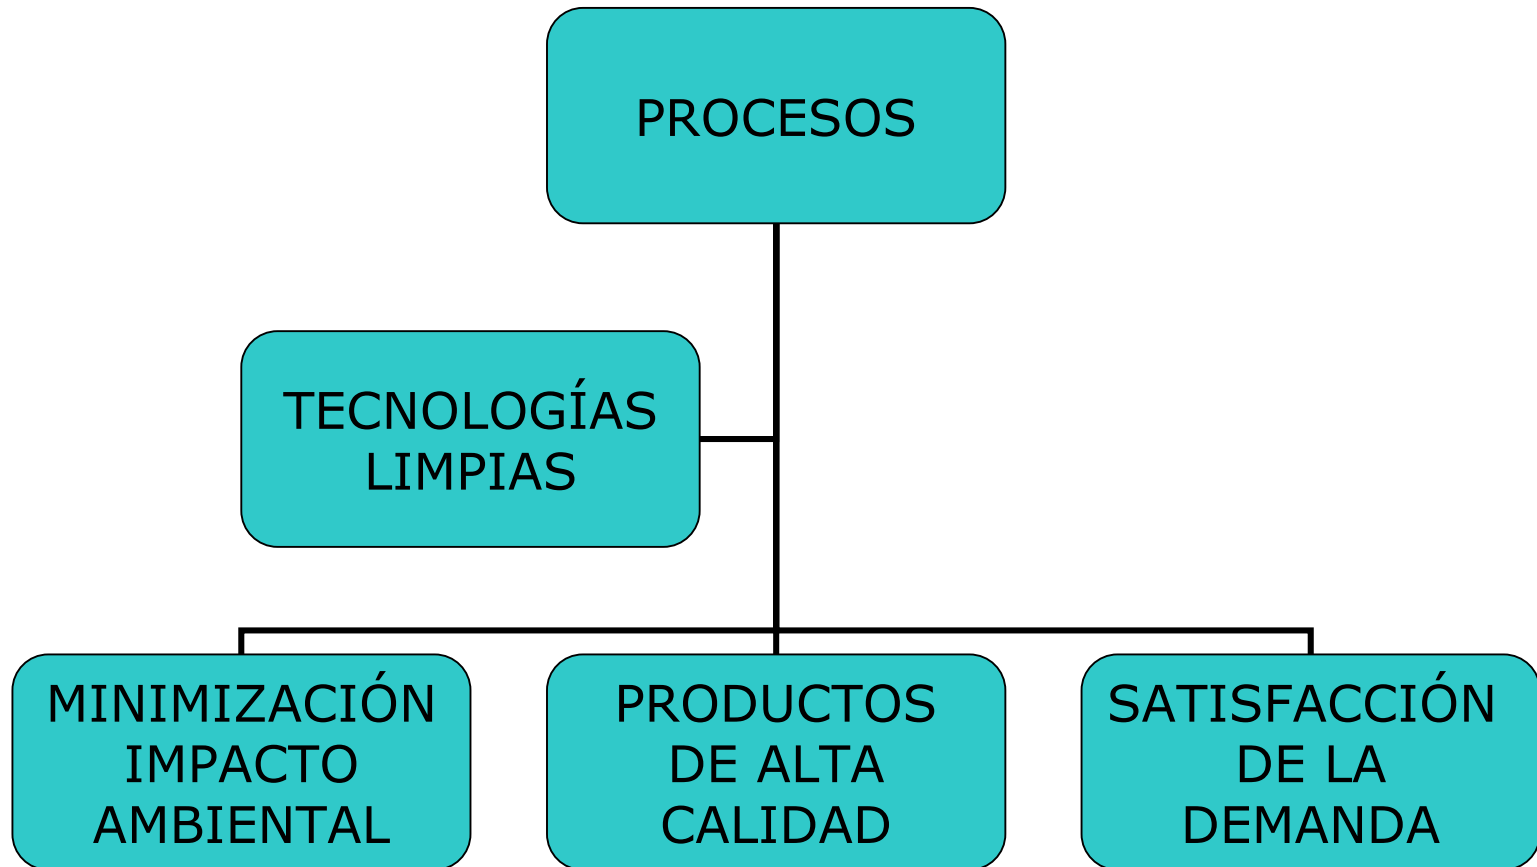 PROCESOS
TECNOLOGÍAS
LIMPIAS
MINIMIZACIÓN
IMPACTO
AMBIENTAL
PRODUCTOS
DE ALTA
CALIDAD
SATISFACCIÓN
DE LA
DEMANDA